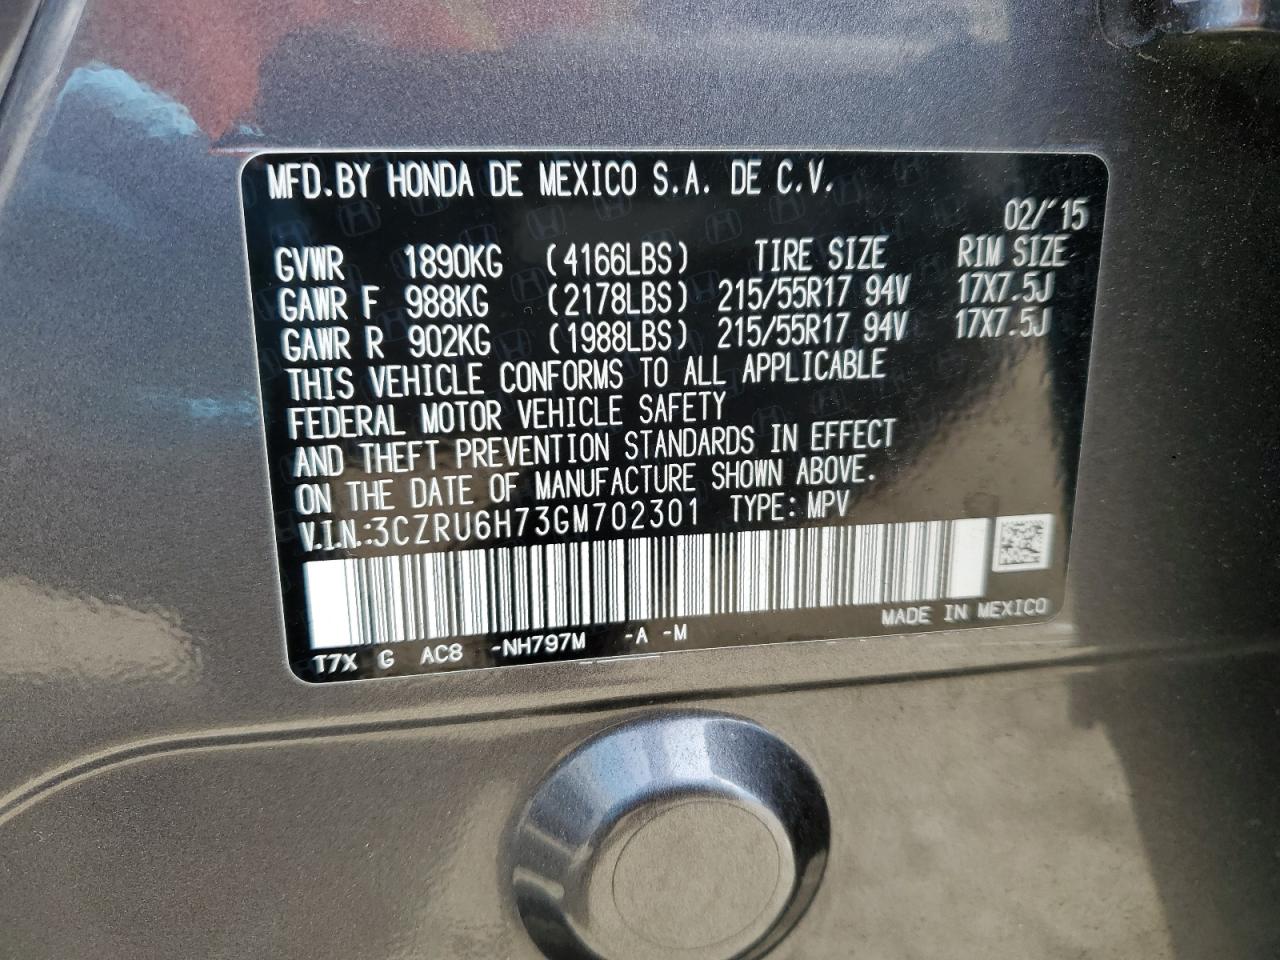 MFD.BY HONDA DE MEXICO S.A. DE C.V.
02/´15
GVWR 1890KG (4166LBS) TIRE SIZE RIM SIZE
GAWR F 988KG (2178LBS) 215/55R17 94V 17X7.5J
GAWR R 902KG (1988LBS) 215/55R17 94V 17X7.5J
THIS VEHICLE CONFORMS TO ALL APPLICABLE
FEDERAL MOTOR VEHICLE SAFETY
AND THEFT PREVENTION STANDARDS IN EFFECT
ON THE DATE OF MANUFACTURE SHOWN ABOVE.
V.I.N.:3CZRU6H73GM702301 TYPE: MPV
MADE IN MEXICO
T7X G AC8 -NH797M -A -M